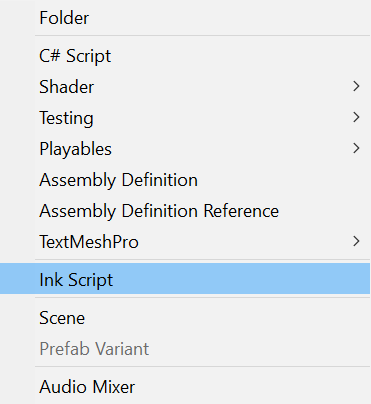 Folder
C# Script
Shader
Testing
Playables
Assembly Definition
Assembly Definition Reference
TextMeshPro
Ink Script
Scene
Prefab Variant
Audio Mixer